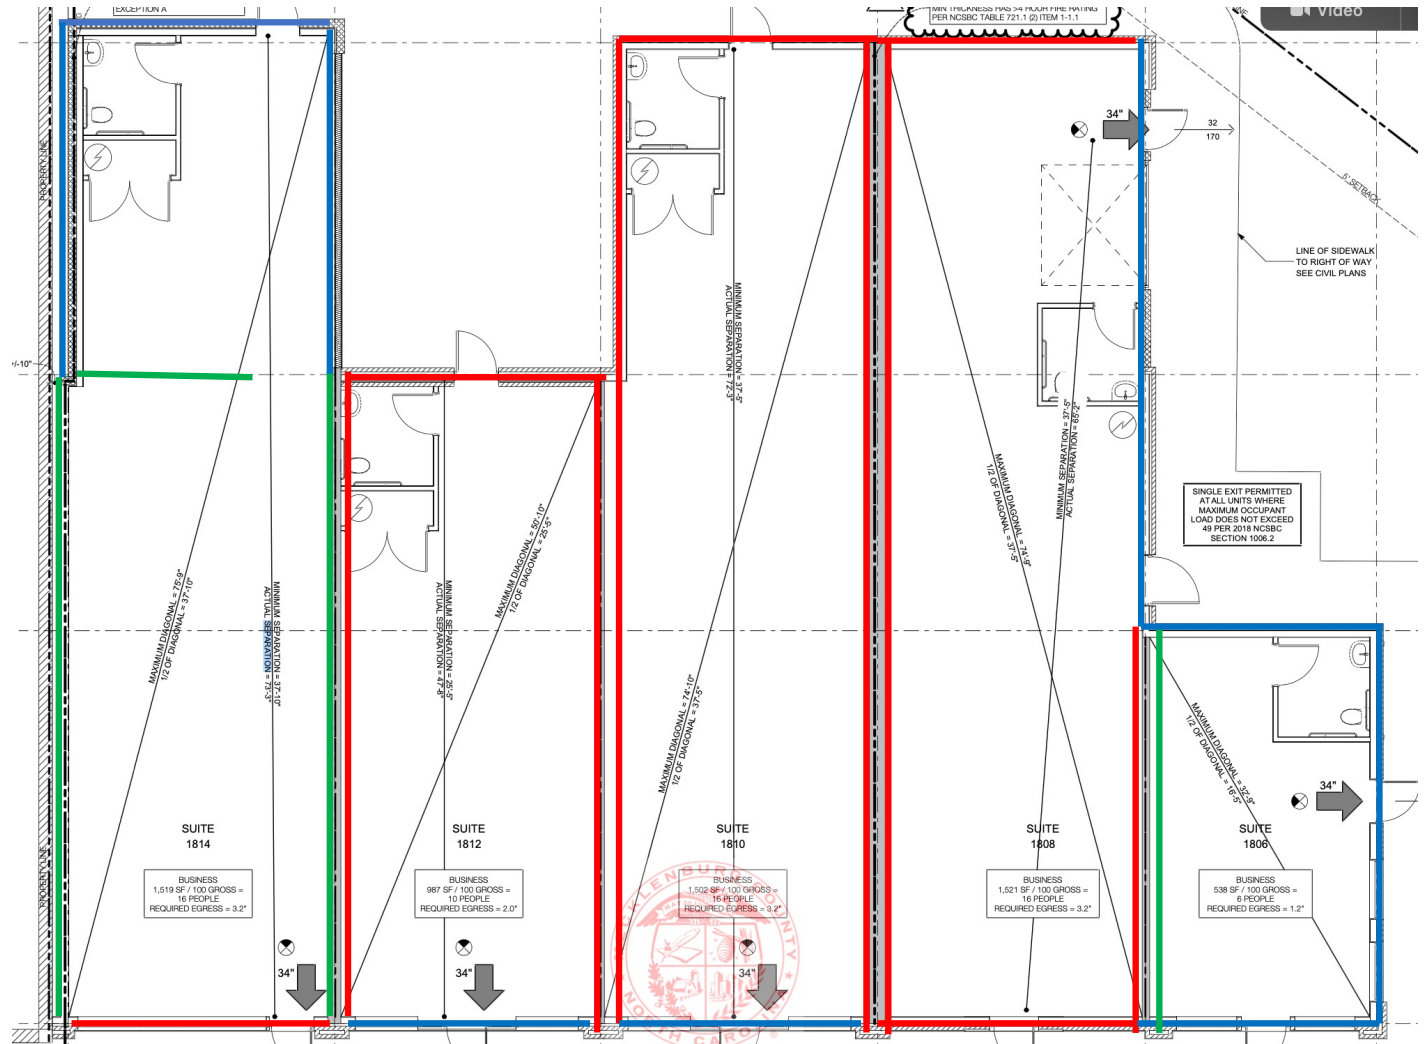 EXCEPTION A
MIN THICKNESS HAS >4 HOUR FIRE RATING
PER NCSBC TABLE 721.1 (2) ITEM 1-1.1
Video
PROPERTY LINE
5' SETBACK
34"
32
170
LINE OF SIDEWALK
TO RIGHT OF WAY
SEE CIVIL PLANS
/-10"
MINIMUM SEPARATION = 37'-5"
ACTUAL SEPARATION = 72'-3"
MINIMUM SEPARATION = 37'-5"
ACTUAL SEPARATION = 65'-2"
MAXIMUM DIAGONAL = 74'-9"
1/2 OF DIAGONAL = 37'-5"
SINGLE EXIT PERMITTED
AT ALL UNITS WHERE
MAXIMUM OCCUPANT
LOAD DOES NOT EXCEED
49 PER 2018 NCSBC
SECTION 1006.2
MAXIMUM DIAGONAL = 50'-10"
1/2 OF DIAGONAL = 25'-5"
MAXIMUM DIAGONAL = 75'-9"
1/2 OF DIAGONAL = 37'-10"
MINIMUM SEPARATION = 37'-10"
ACTUAL SEPARATION = 73'-3"
MINIMUM SEPARATION = 25'-5"
ACTUAL SEPARATION = 47'-8"
MAXIMUM DIAGONAL = 74'-10"
1/2 OF DIAGONAL = 37'-5"
MAXIMUM DIAGONAL = 32'-9"
1/2 OF DIAGONAL = 16'-5"
34"
SUITE
1814
SUITE
1812
SUITE
1810
SUITE
1808
SUITE
1806
PROPERTY LINE
BUSINESS
1,519 SF / 100 GROSS =
16 PEOPLE
REQUIRED EGRESS = 3.2"
BUSINESS
987 SF / 100 GROSS =
10 PEOPLE
REQUIRED EGRESS = 2.0"
BUSINESS
1,502 SF / 100 GROSS =
16 PEOPLE
REQUIRED EGRESS = 3.2"
BUSINESS
1,521 SF / 100 GROSS =
16 PEOPLE
REQUIRED EGRESS = 3.2"
BUSINESS
538 SF / 100 GROSS =
6 PEOPLE
REQUIRED EGRESS = 1.2"
34"
34"
34"
MECKLENBURG COUNTY
NORTH CAROLINA